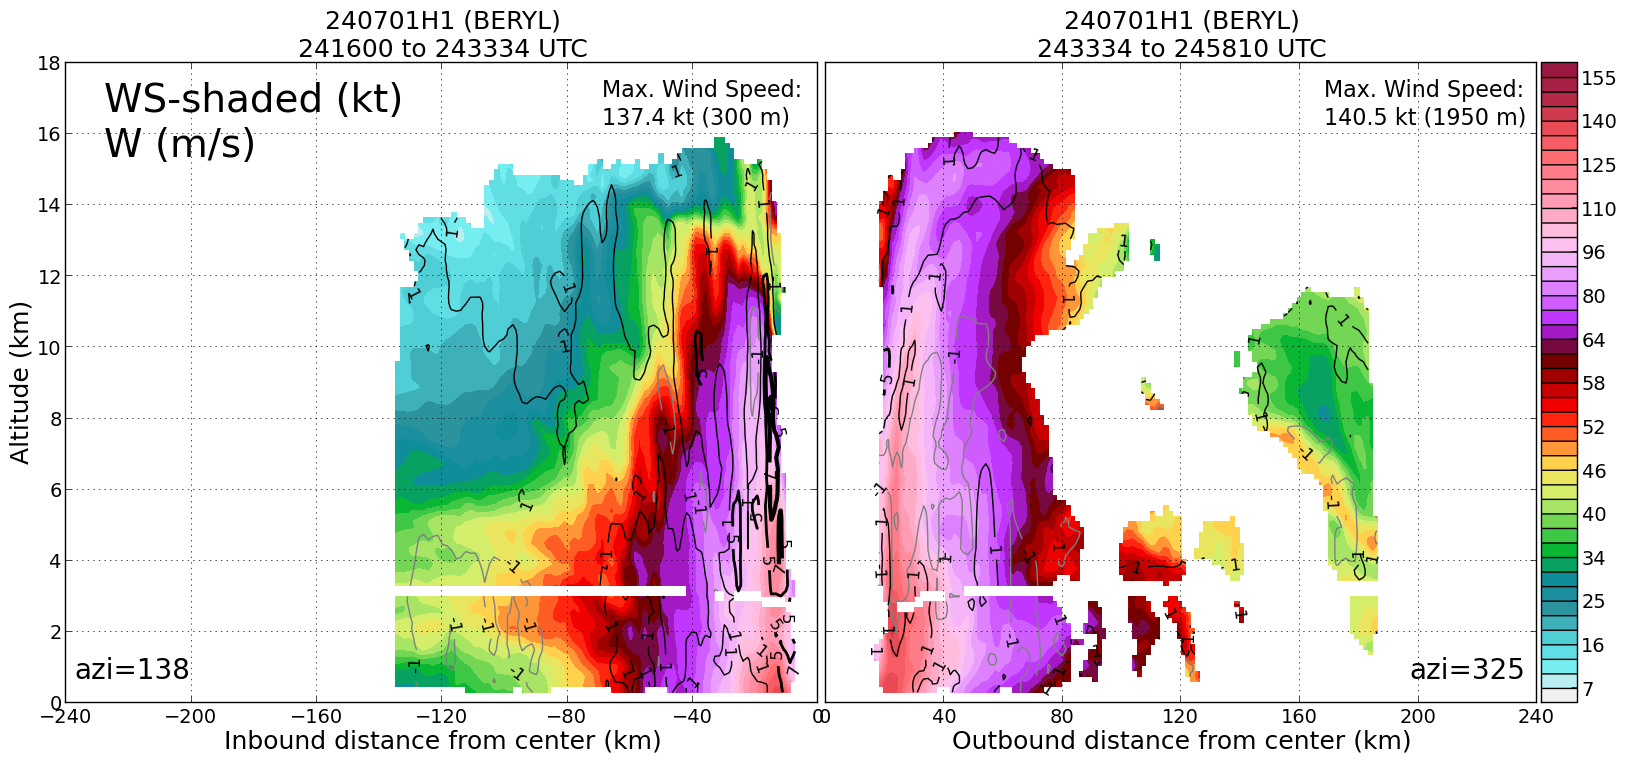 240701H1 (BERYL)
241600 to 243334 UTC
240701H1 (BERYL)
243334 to 245810 UTC
WS-shaded (kt)
W (m/s)
Max. Wind Speed:
137.4 kt (300 m)
Max. Wind Speed:
140.5 kt (1950 m)
18
16
14
12
10
8
6
4
2
0
Altitude (km)
azi=138
azi=325
−240
−200
−160
−120
−80
−40
0
0
40
80
120
160
200
240
Inbound distance from center (km)
Outbound distance from center (km)
155
140
125
110
96
80
64
58
52
46
40
34
25
16
7